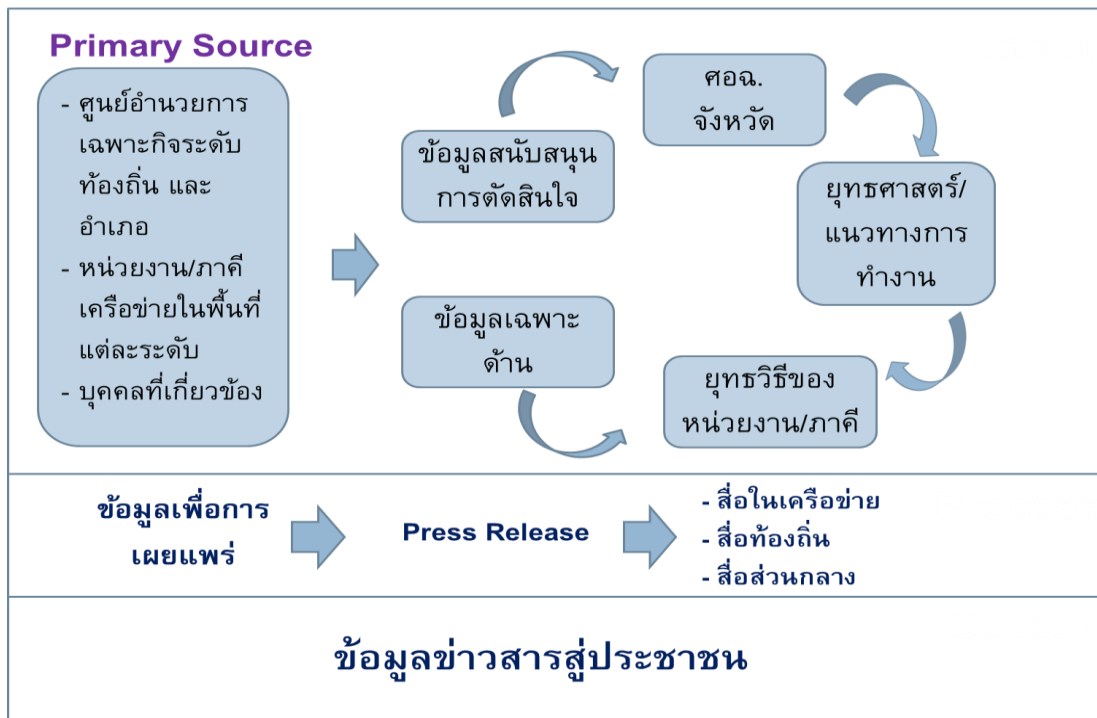 Primary Source
- ศูนย์อำนวยการ
เฉพาะกิจระดับ
ท้องถิ่น และ
อำเภอ
- หน่วยงาน/ภาคี
เครือข่ายในพื้นที่
แต่ละระดับ
- บุคคลที่เกี่ยวข้อง
ข้อมูลสนับสนุน
การตัดสินใจ
ศอฉ.
จังหวัด
ยุทธศาสตร์/
แนวทางการ
ทำงาน
ข้อมูลเฉพาะ
ด้าน
ยุทธวิธีของ
หน่วยงาน/ภาคี
ข้อมูลเพื่อการ
เผยแพร่
Press Release
- สื่อในเครือข่าย
- สื่อท้องถิ่น
- สื่อส่วนกลาง
ข้อมูลข่าวสารสู่ประชาชน